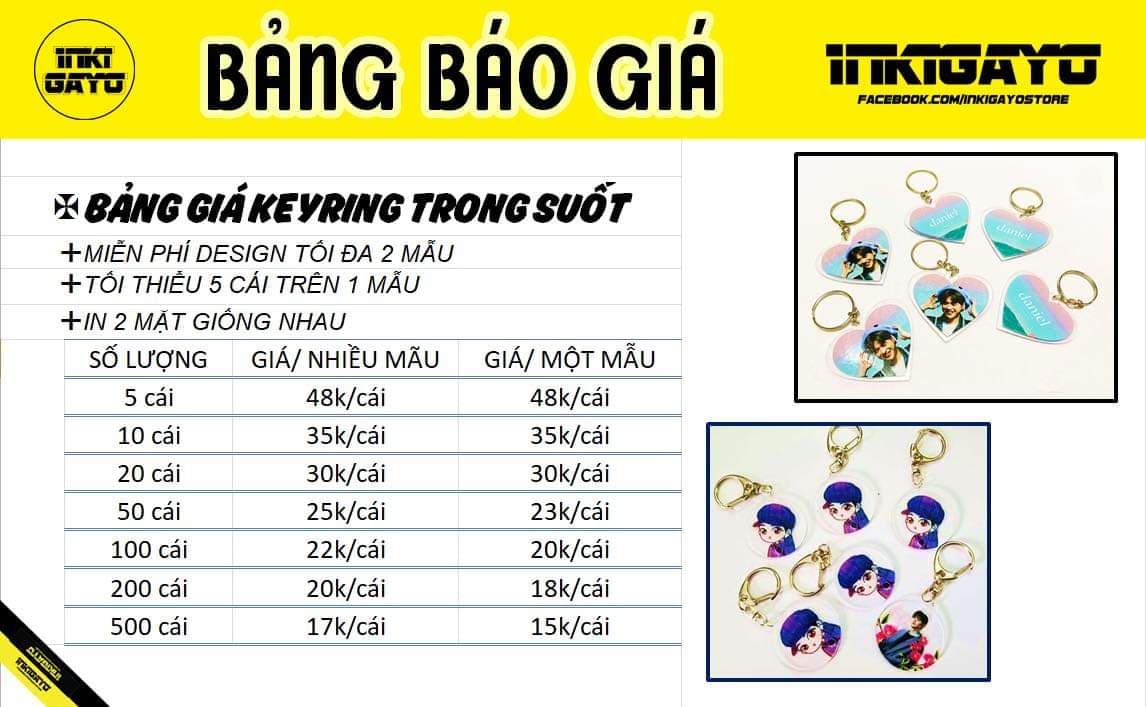 INKI
GAYO
BẢNG BÁO GIÁ
INKIGAYO
FACEBOOK.COM/INKIGAYOSTORE
BẢNG GIÁ KEYRING TRONG SUỐT
+MIỄN PHÍ DESIGN TỐI ĐA 2 MẪU
+TỐI THIỂU 5 CÁI TRÊN 1 MẪU
+IN 2 MẶT GIỐNG NHAU
SỐ LƯỢNG GIÁ/ NHIỀU MÃU GIÁ/ MỘT MẪU
5 cái 48k/cái 48k/cái
10 cái 35k/cái 35k/cái
20 cái 30k/cái 30k/cái
50 cái 25k/cái 23k/cái
100 cái 22k/cái 20k/cái
200 cái 20k/cái 18k/cái
500 cái 17k/cái 15k/cái
daniel
daniel
daniel
INKIGAYO